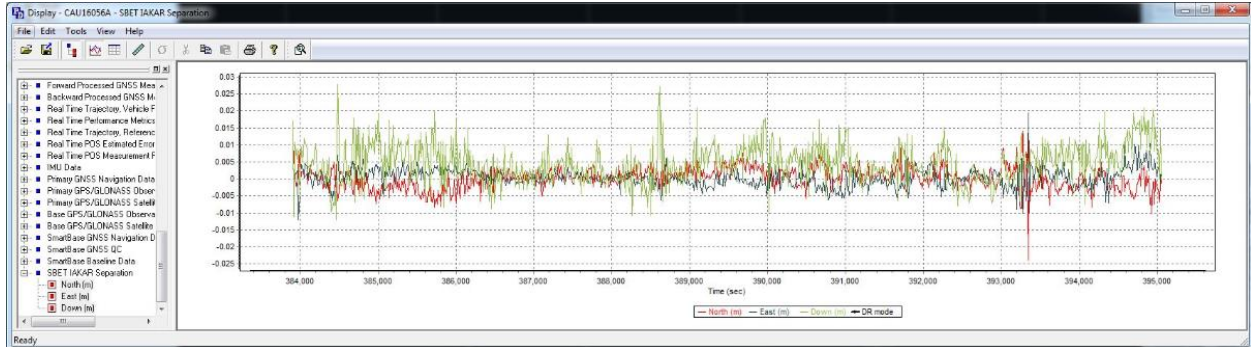 Display - CAU16056A - SBET IAKAR Separation
File Edit Tools View Help
Forward Processed GNSS Mea
Backward Processed GNSS M
Real Time Trajectory, Vehicle F
Real Time Performance Metrics
Real Time Trajectory, Referenc
Real Time POS Estimated Error
Real Time POS Measurement F
IMU Data
Primary GNSS Navigation Data
Primary GPS/GLONASS Obser
Primary GPS/GLONASS Satelli
Base GPS/GLONASS Observa
Base GPS/GLONASS Satellite
SmartBase GNSS Navigation D
SmartBase GNSS QC
SmartBase Baseline Data
SBET IAKAR Separation
North (m)
East (m)
Down (m)
0.03
0.025
0.02
0.015
0.01
0.005
0
-0.005
-0.01
-0.015
-0.02
-0.025
384,000 385,000 386,000 387,000 388,000 389,000 390,000 391,000 392,000 393,000 394,000 395,000
Time (sec)
North (m) East (m) Down (m) DR mode
Ready